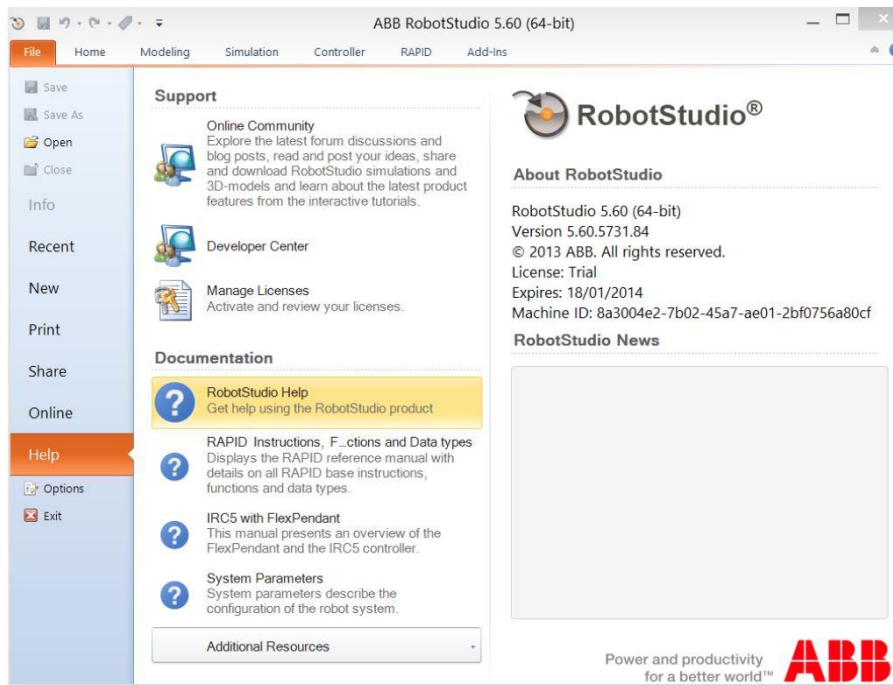 ABB RobotStudio 5.60 (64-bit)
File Home Modeling Simulation Controller RAPID Add-Ins
Save
Save As
Open
Close
Info
Recent
New
Print
Share
Online
Help
Options
Exit
Support
Online Community
Explore the latest forum discussions and
blog posts, read and post your ideas, share
and download RobotStudio simulations and
3D-models and learn about the latest product
features from the interactive tutorials.
Developer Center
Manage Licenses
Activate and review your licenses.
Documentation
RobotStudio Help
Get help using the RobotStudio product
RAPID Instructions, F...ctions and Data types
Displays the RAPID reference manual with
details on all RAPID base instructions,
functions and data types.
IRC5 with FlexPendant
This manual presents an overview of the
FlexPendant and the IRC5 controller.
System Parameters
System parameters describe the
configuration of the robot system.
Additional Resources
RobotStudio®
About RobotStudio
RobotStudio 5.60 (64-bit)
Version 5.60.5731.84
© 2013 ABB. All rights reserved.
License: Trial
Expires: 18/01/2014
Machine ID: 8a3004e2-7b02-45a7-ae01-2bf0756a80cf
RobotStudio News
Power and productivity
for a better world™
ABB